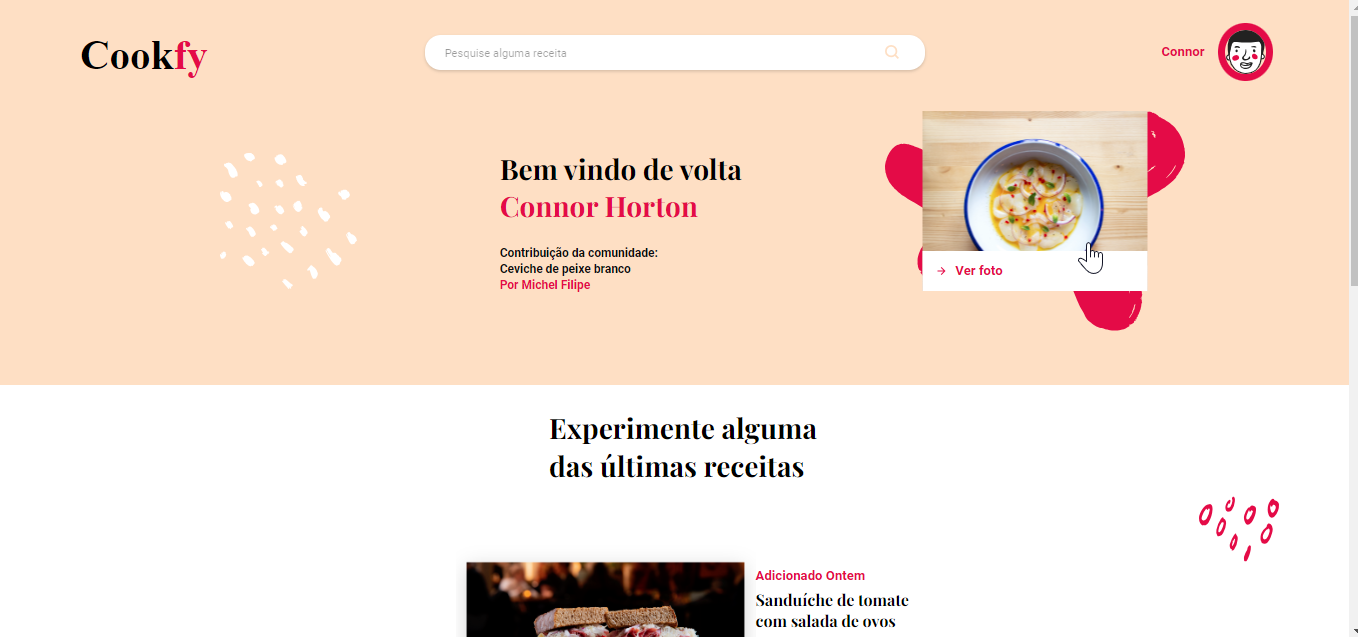 Cookfy
Pesquise alguma receita
Connor
Bem vindo de volta
Connor Horton
Contribuição da comunidade:
Ceviche de peixe branco
Por Michel Filipe
Ver foto
Experimente alguma
das últimas receitas
Adicionado Ontem
Sanduíche de tomate
com salada de ovos